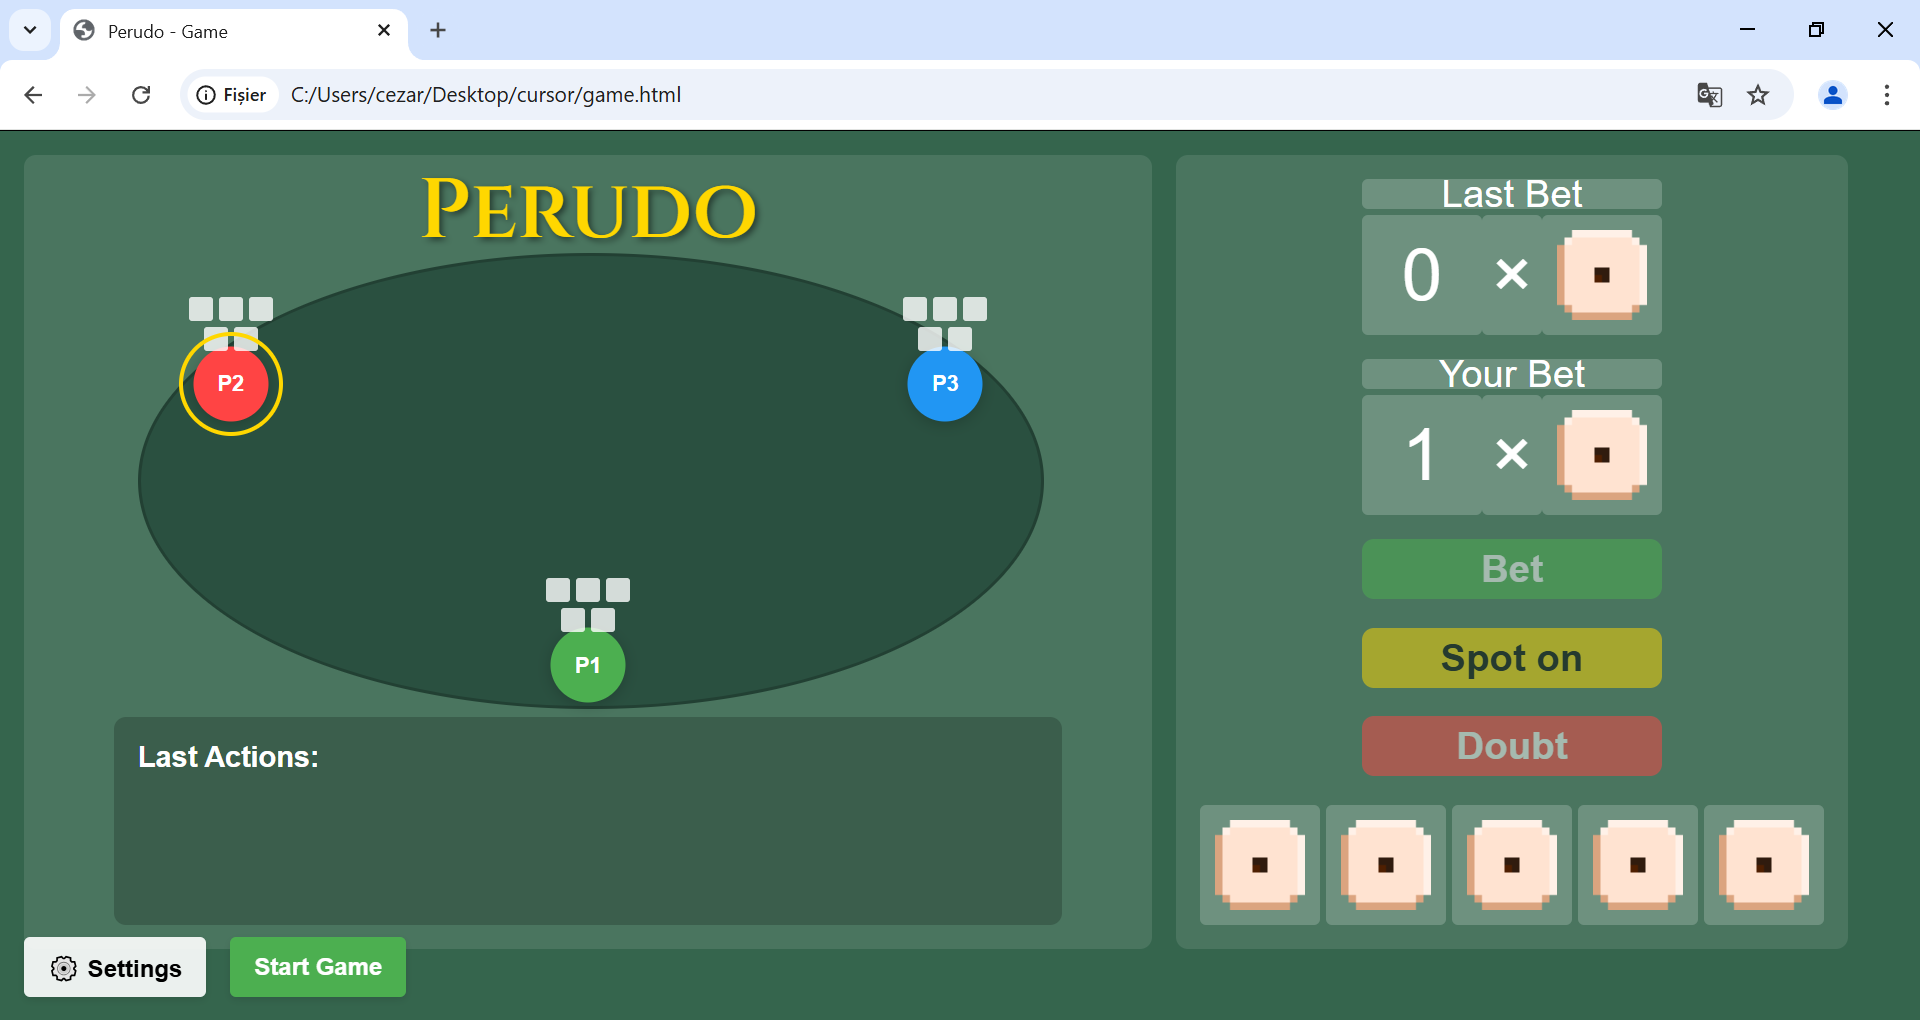 Perudo - Game
Fișier
C:/Users/cezar/Desktop/cursor/game.html
PERUDO
P2
P3
P1
Last Actions:
Settings
Start Game
Last Bet
0 ×
Your Bet
1 ×
Bet
Spot on
Doubt